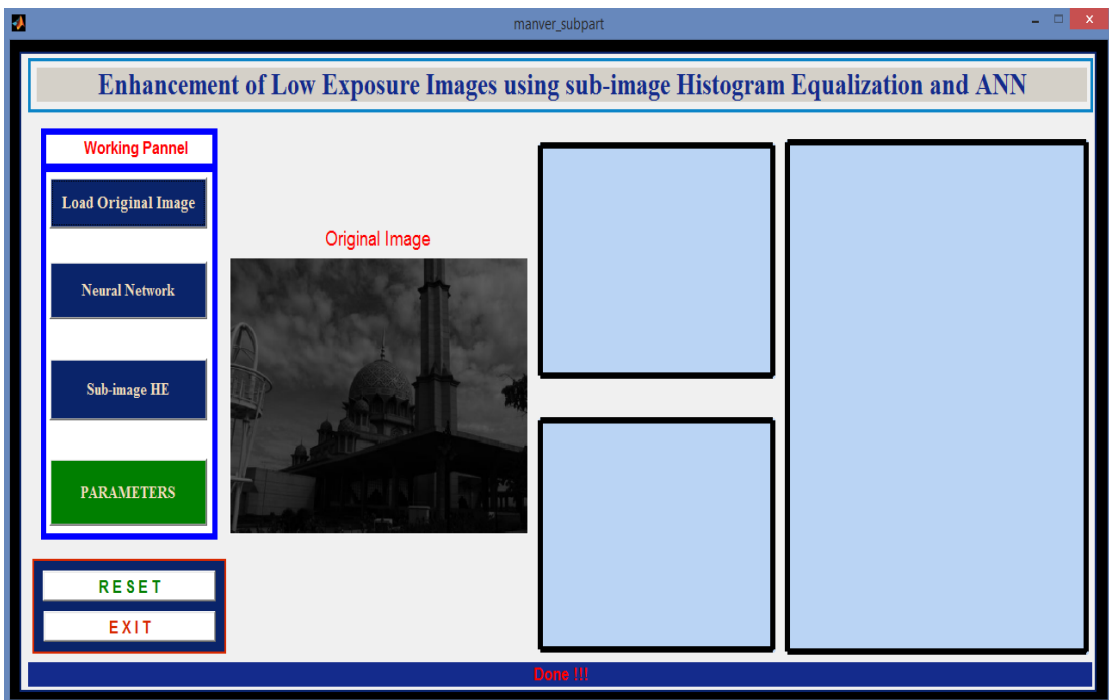 manver_subpart
Enhancement of Low Exposure Images using sub-image Histogram Equalization and ANN
Working Pannel
Load Original Image
Neural Network
Sub-image HE
PARAMETERS
RESET
EXIT
Original Image
Done !!!